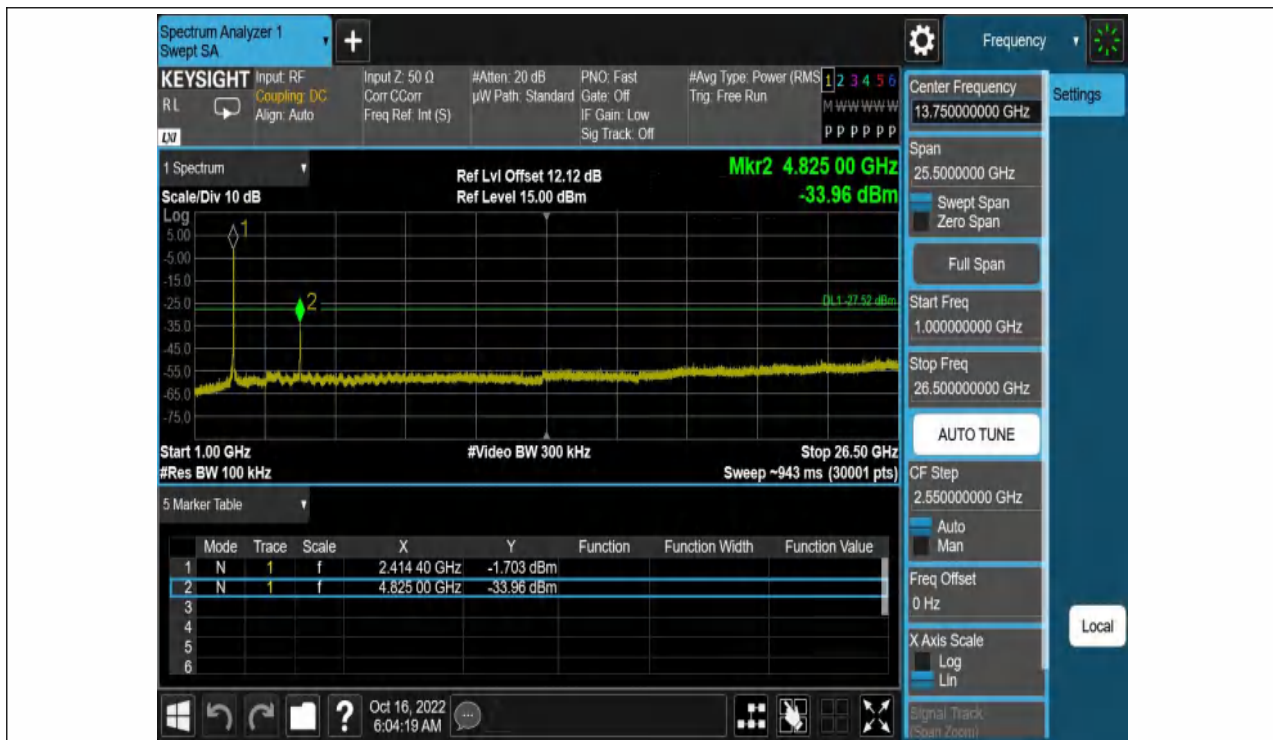 Spectrum Analyzer 1
Swept SA
Frequency
KEYSIGHT
RL
LXI
Input: RF
Coupling: DC
Align: Auto
Input Z: 50 Ω
Corr CCorr
Freq Ref: Int (S)
#Atten: 20 dB
µW Path: Standard
PNO: Fast
Gate: Off
IF Gain: Low
Sig Track: Off
#Avg Type: Power (RMS
Trig: Free Run
1 2 3 4 5 6
M W W W W W
P P P P P P
1 Spectrum
Scale/Div 10 dB
Ref Lvl Offset 12.12 dB
Ref Level 15.00 dBm
Mkr2 4.825 00 GHz
-33.96 dBm
Log
5.00
-5.00
-15.0
-25.0
-35.0
-45.0
-55.0
-65.0
-75.0
1
2
DL1 -27.52 dBm
Start 1.00 GHz
#Res BW 100 kHz
#Video BW 300 kHz
Stop 26.50 GHz
Sweep ~943 ms (30001 pts)
5 Marker Table
Mode Trace Scale X Y Function Function Width Function Value
1 N 1 f 2.414 40 GHz -1.703 dBm
2 N 1 f 4.825 00 GHz -33.96 dBm
3
4
5
6
Center Frequency
13.750000000 GHz
Settings
Span
25.5000000 GHz
Swept Span
Zero Span
Full Span
Start Freq
1.000000000 GHz
Stop Freq
26.500000000 GHz
AUTO TUNE
CF Step
2.550000000 GHz
Auto
Man
Freq Offset
0 Hz
X Axis Scale
Log
Lin
Signal Track
(Span Zoom)
Local
?
Oct 16, 2022
6:04:19 AM